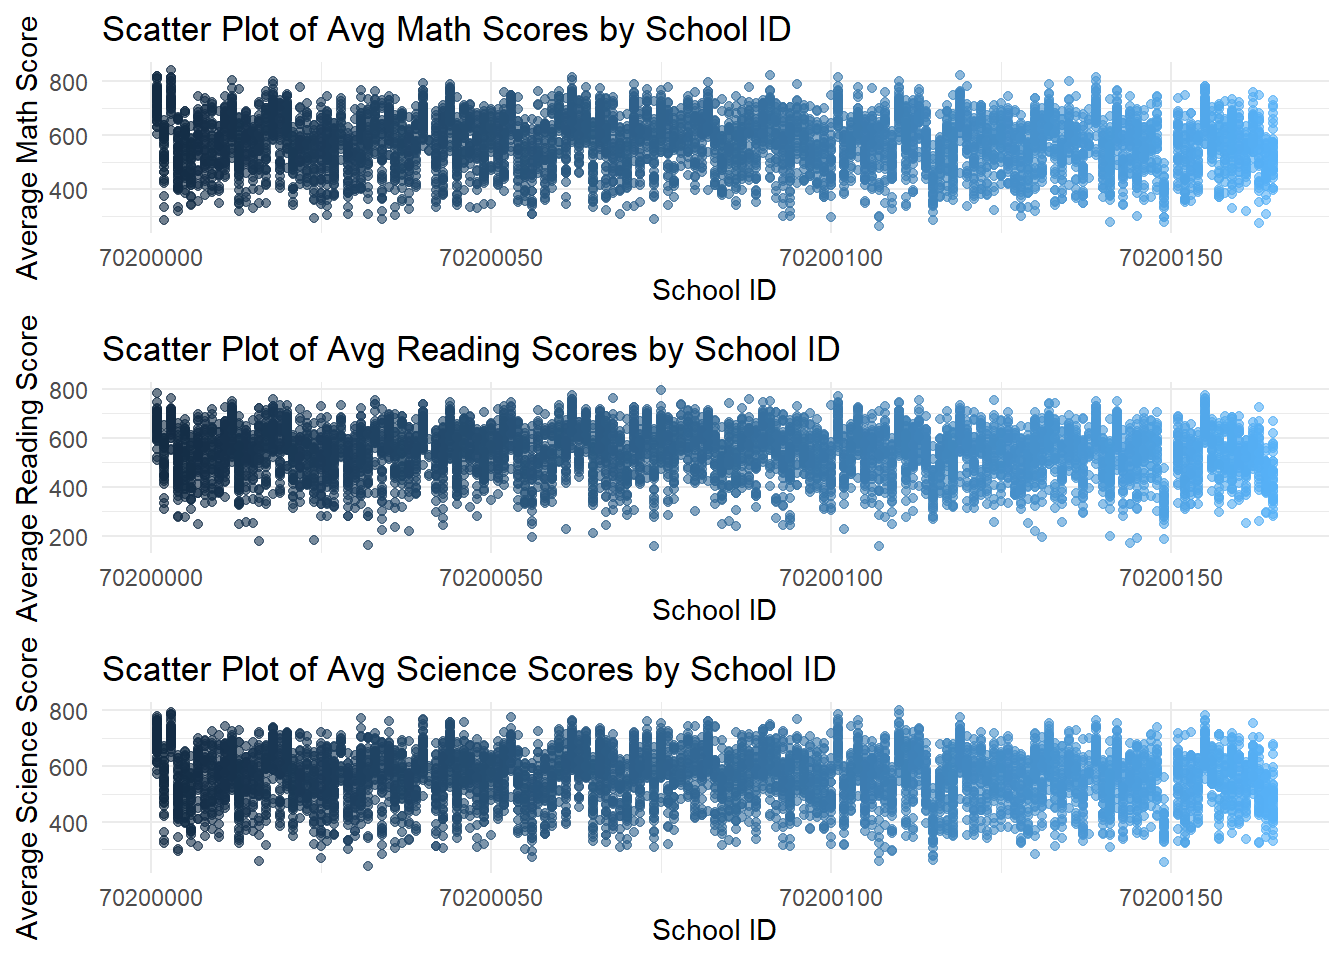 Scatter Plot of Avg Math Scores by School ID
Average Math Score
800
600
400
70200000 70200050 70200100 70200150
School ID
Scatter Plot of Avg Reading Scores by School ID
Average Reading Score
800
600
400
200
70200000 70200050 70200100 70200150
School ID
Scatter Plot of Avg Science Scores by School ID
Average Science Score
800
600
400
70200000 70200050 70200100 70200150
School ID